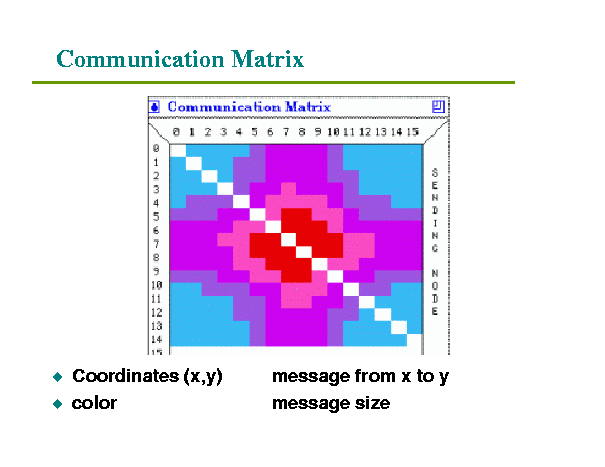 Communication Matrix
Communication Matrix
0 1 2 3 4 5 6 7 8 9 10 11 12 13 14 15
0
1
2
3
4
5
6
7
8
9
10
11
12
13
14
15
SENDING NODE
Coordinates (x,y) message from x to y
color message size